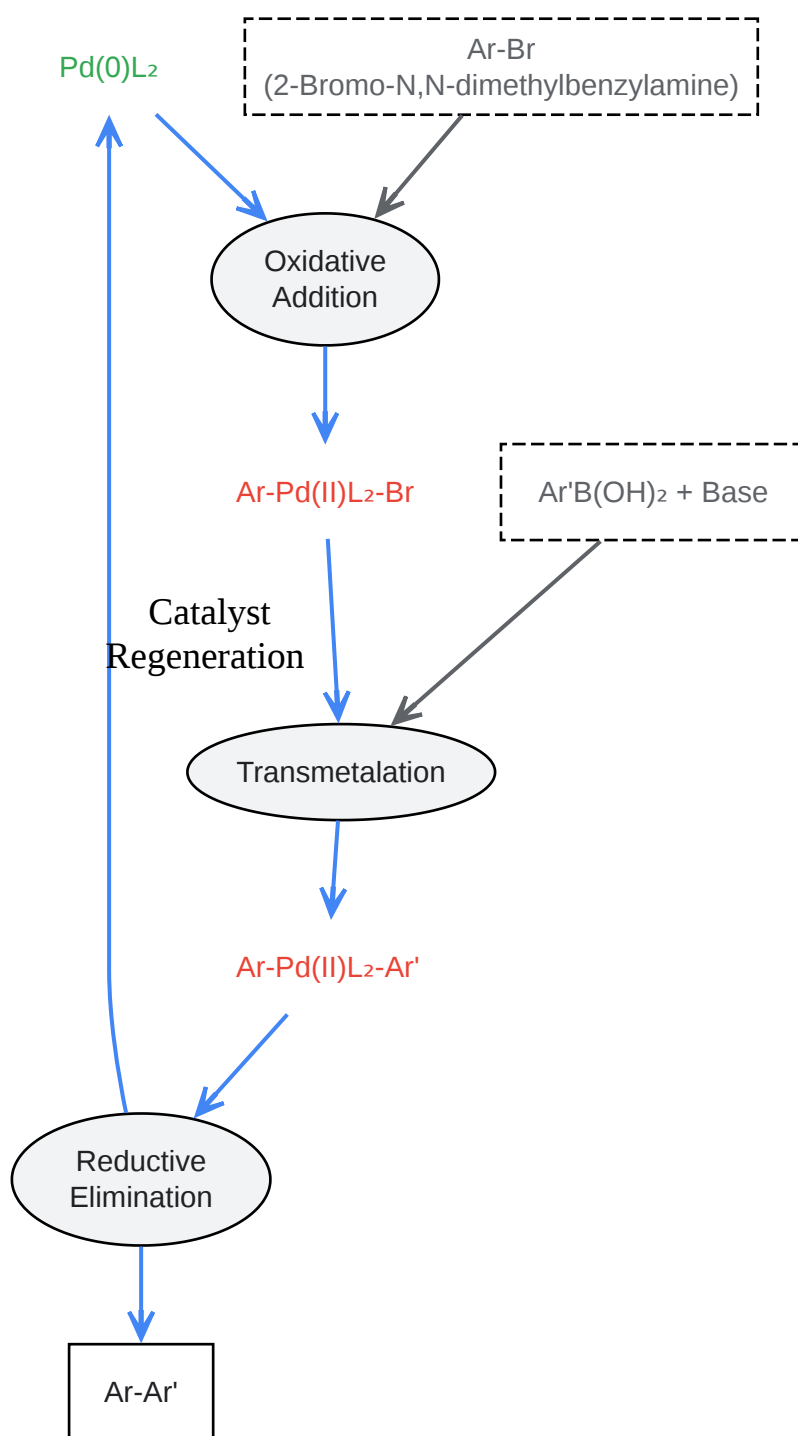 Pd(0)L₂
Ar-Br
(2-Bromo-N,N-dimethylbenzylamine)
Oxidative
Addition
Ar-Pd(II)L₂-Br
Ar'B(OH)₂ + Base
Catalyst
Regeneration
Transmetalation
Ar-Pd(II)L₂-Ar'
Reductive
Elimination
Ar-Ar'